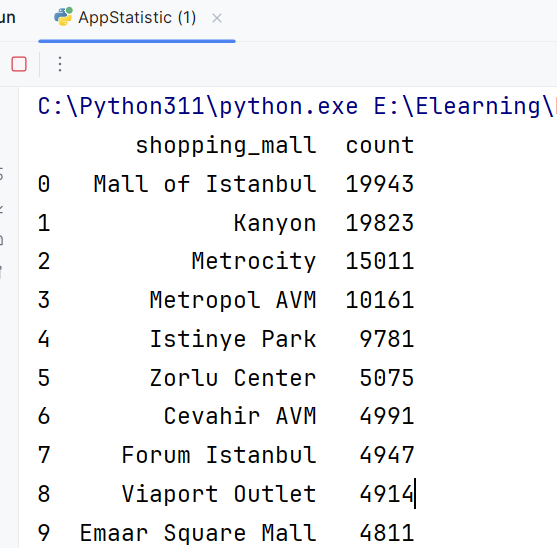 un AppStatistic (1)
C:\Python311\python.exe E:\Elearning\
shopping_mall count
0 Mall of Istanbul 19943
1 Kanyon 19823
2 Metrocity 15011
3 Metropol AVM 10161
4 Istinye Park 9781
5 Zorlu Center 5075
6 Cevahir AVM 4991
7 Forum Istanbul 4947
8 Viaport Outlet 4914
9 Emaar Square Mall 4811